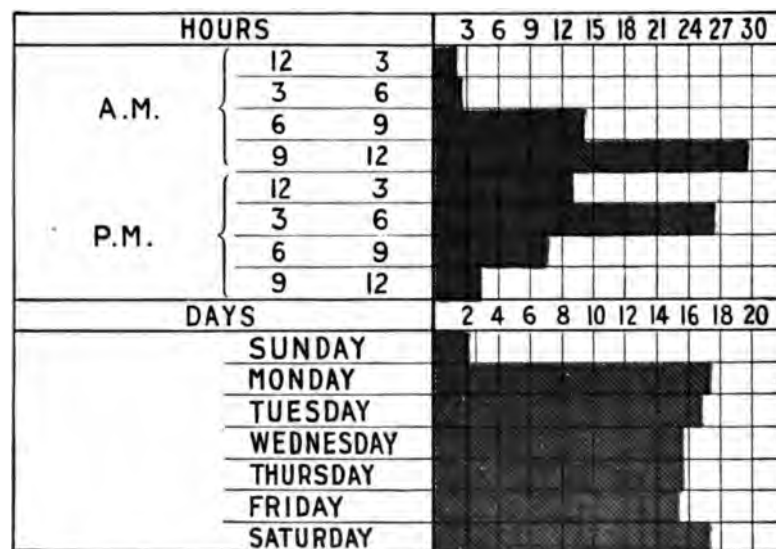 HOURS 3 6 9 12 15 18 21 24 27 30
12 3
A.M. 3 6
6 9
9 12
12 3
P.M. 3 6
6 9
9 12
DAYS 2 4 6 8 10 12 14 16 18 20
SUNDAY
MONDAY
TUESDAY
WEDNESDAY
THURSDAY
FRIDAY
SATURDAY